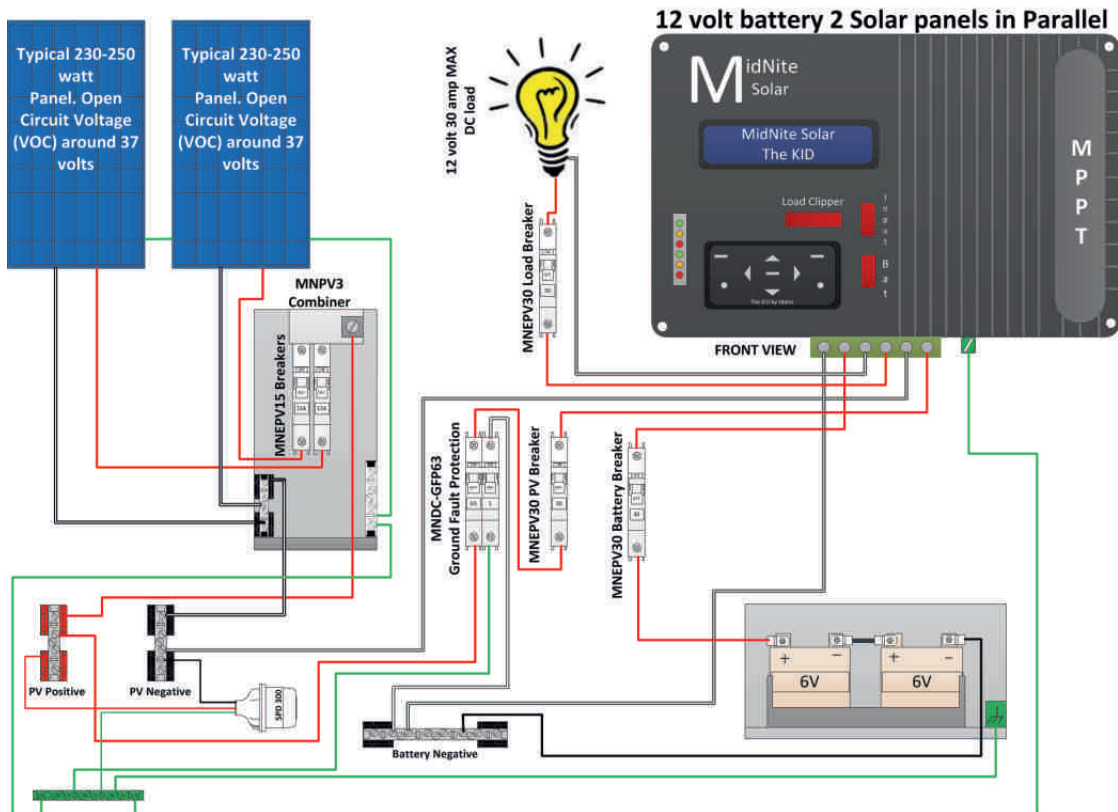 12 volt battery 2 Solar panels in Parallel
Typical 230-250
watt
Panel. Open
Circuit Voltage
(VOC) around 37
volts
Typical 230-250
watt
Panel. Open
Circuit Voltage
(VOC) around 37
volts
12 volt 30 amp MAX
DC load
MidNite
Solar
MidNite Solar
The KID
MPPT
Load Clipper
Input
Bat
FRONT VIEW
MNPV3
Combiner
MNEPV15 Breakers
MNEPV30 Load Breaker
MNDC-GFP63
Ground Fault Protection
MNEPV30 PV Breaker
MNEPV30 Battery Breaker
PV Positive
PV Negative
SPD 300
Battery Negative
+
-
+
-
6V
6V